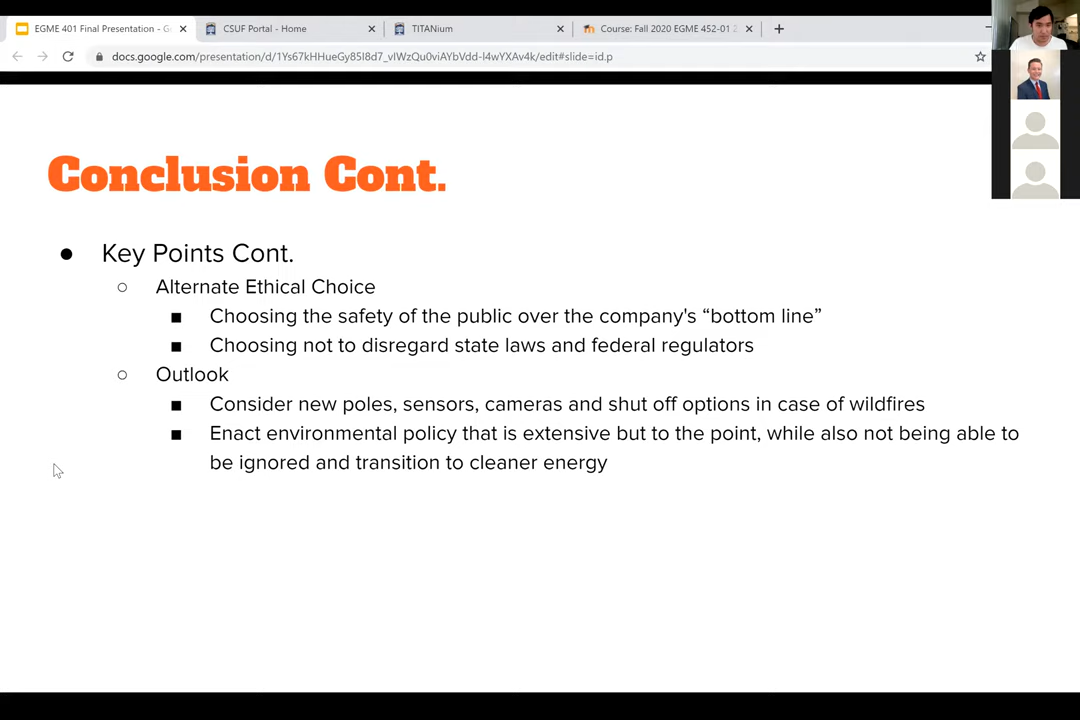 EGME 401 Final Presentation - G
CSUF Portal - Home
TITANium
Course: Fall 2020 EGME 452-01 2
docs.google.com/presentation/d/1Ys67kHHueGy85I8d7_vIWzQu0viAYbVdd-l4wYXAv4k/edit#slide=id.p
Conclusion Cont.
● Key Points Cont.
○ Alternate Ethical Choice
■ Choosing the safety of the public over the company's “bottom line”
■ Choosing not to disregard state laws and federal regulators
○ Outlook
■ Consider new poles, sensors, cameras and shut off options in case of wildfires
■ Enact environmental policy that is extensive but to the point, while also not being able to
be ignored and transition to cleaner energy